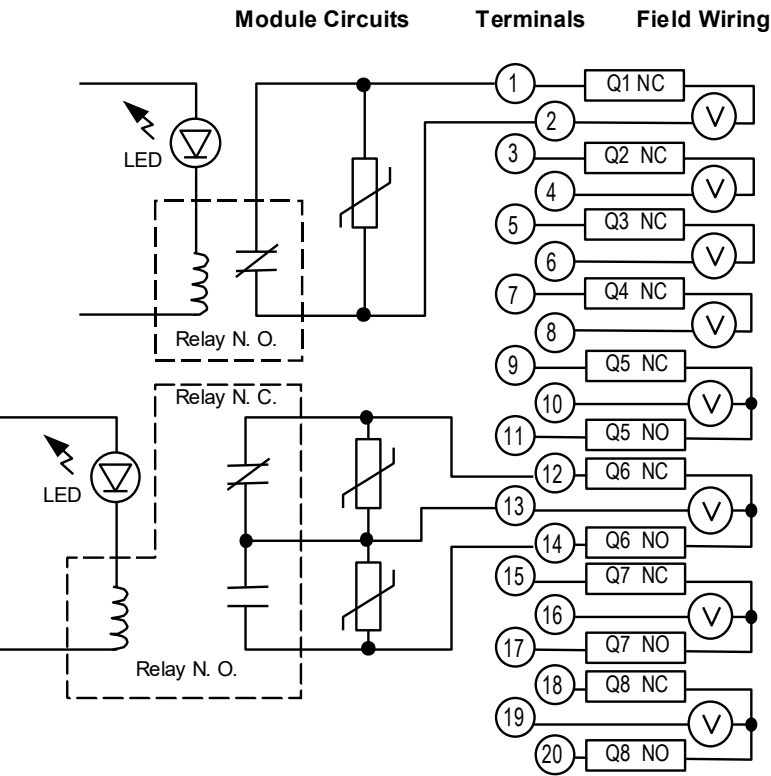 Module Circuits Terminals Field Wiring
1 Q1 NC
2 V
LED
3 Q2 NC
4 V
5 Q3 NC
6 V
7 Q4 NC
8 V
Relay N. O.
9 Q5 NC
Relay N. C.
10 V
11 Q5 NO
12 Q6 NC
LED
13 V
14 Q6 NO
15 Q7 NC
16 V
17 Q7 NO
Relay N. O.
18 Q8 NC
19 V
20 Q8 NO